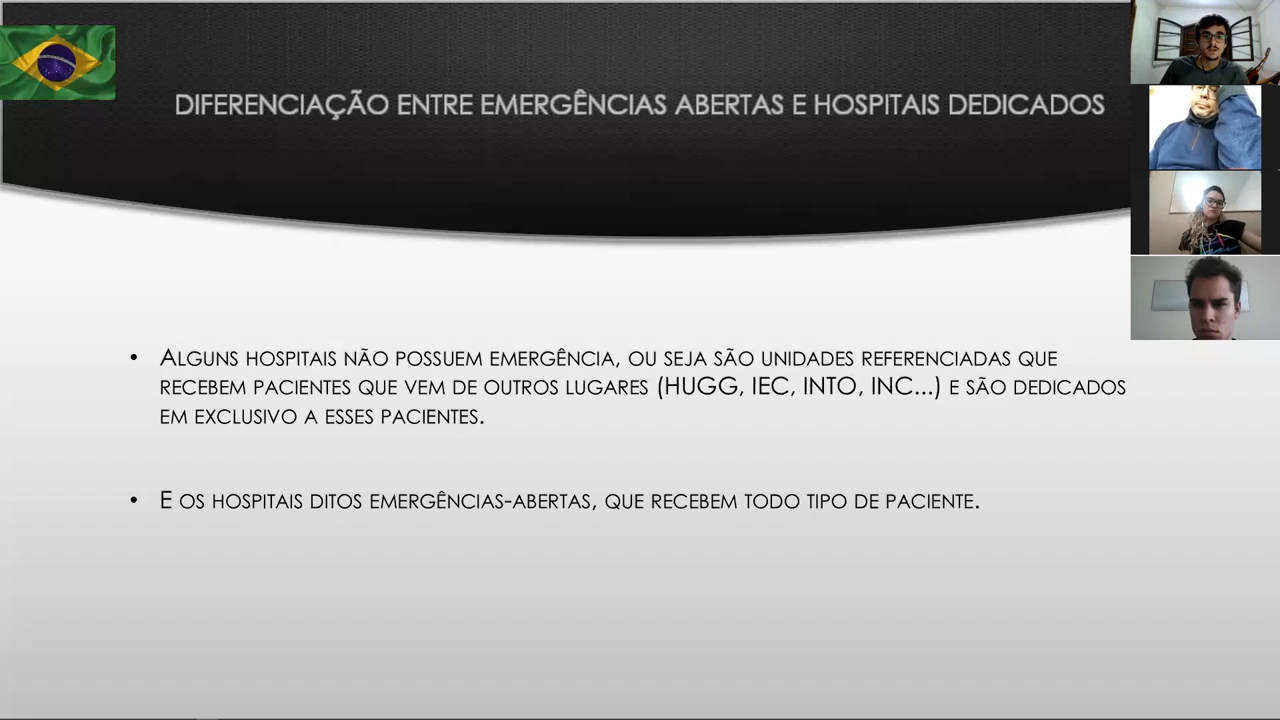 DIFERENCIAÇÃO ENTRE EMERGÊNCIAS ABERTAS E HOSPITAIS DEDICADOS
• Alguns hospitais não possuem emergência, ou seja são unidades referenciadas que
recebem pacientes que vem de outros lugares (HUGG, IEC, INTO, INC...) e são dedicados
em exclusivo a esses pacientes.
• E os hospitais ditos emergências-abertas, que recebem todo tipo de paciente.